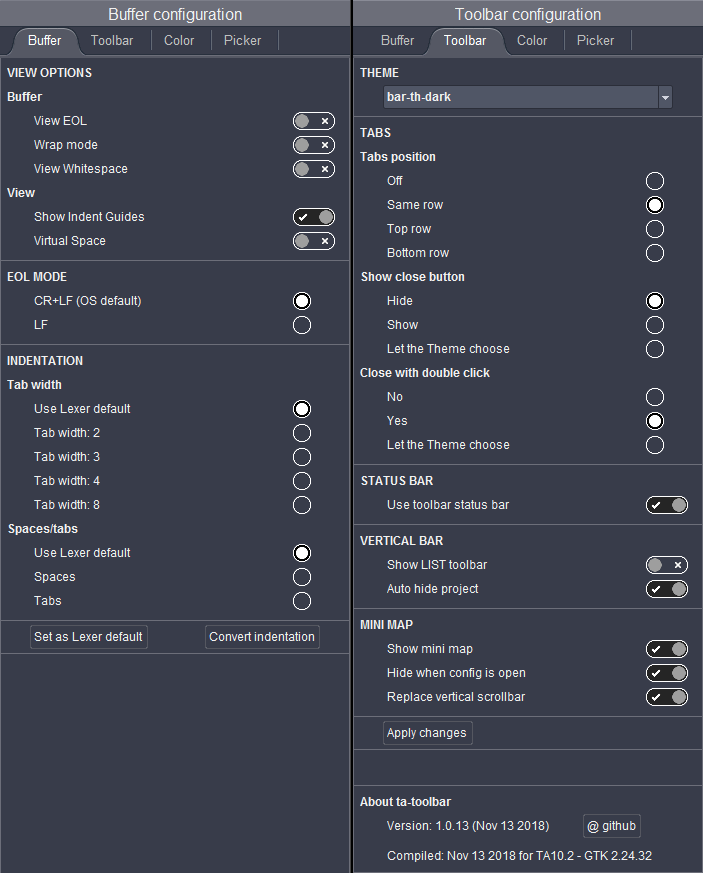 Buffer configuration
Buffer Toolbar Color Picker
VIEW OPTIONS
Buffer
View EOL
Wrap mode
View Whitespace
View
Show Indent Guides
Virtual Space
EOL MODE
CR+LF (OS default)
LF
INDENTATION
Tab width
Use Lexer default
Tab width: 2
Tab width: 3
Tab width: 4
Tab width: 8
Spaces/tabs
Use Lexer default
Spaces
Tabs
Set as Lexer default Convert indentation
Toolbar configuration
Buffer Toolbar Color Picker
THEME
bar-th-dark
TABS
Tabs position
Off
Same row
Top row
Bottom row
Show close button
Hide
Show
Let the Theme choose
Close with double click
No
Yes
Let the Theme choose
STATUS BAR
Use toolbar status bar
VERTICAL BAR
Show LIST toolbar
Auto hide project
MINI MAP
Show mini map
Hide when config is open
Replace vertical scrollbar
Apply changes
About ta-toolbar
Version: 1.0.13 (Nov 13 2018) @ github
Compiled: Nov 13 2018 for TA10.2 - GTK 2.24.32